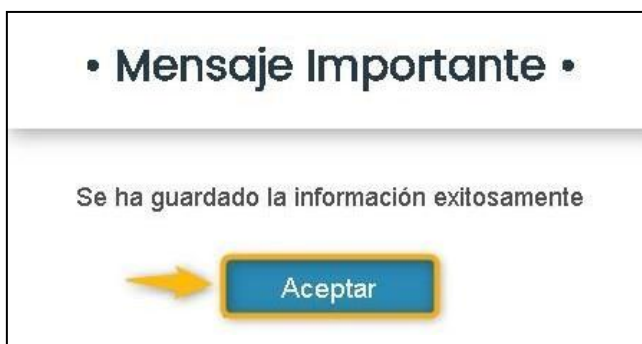 • Mensaje Importante •
Se ha guardado la información exitosamente
Aceptar